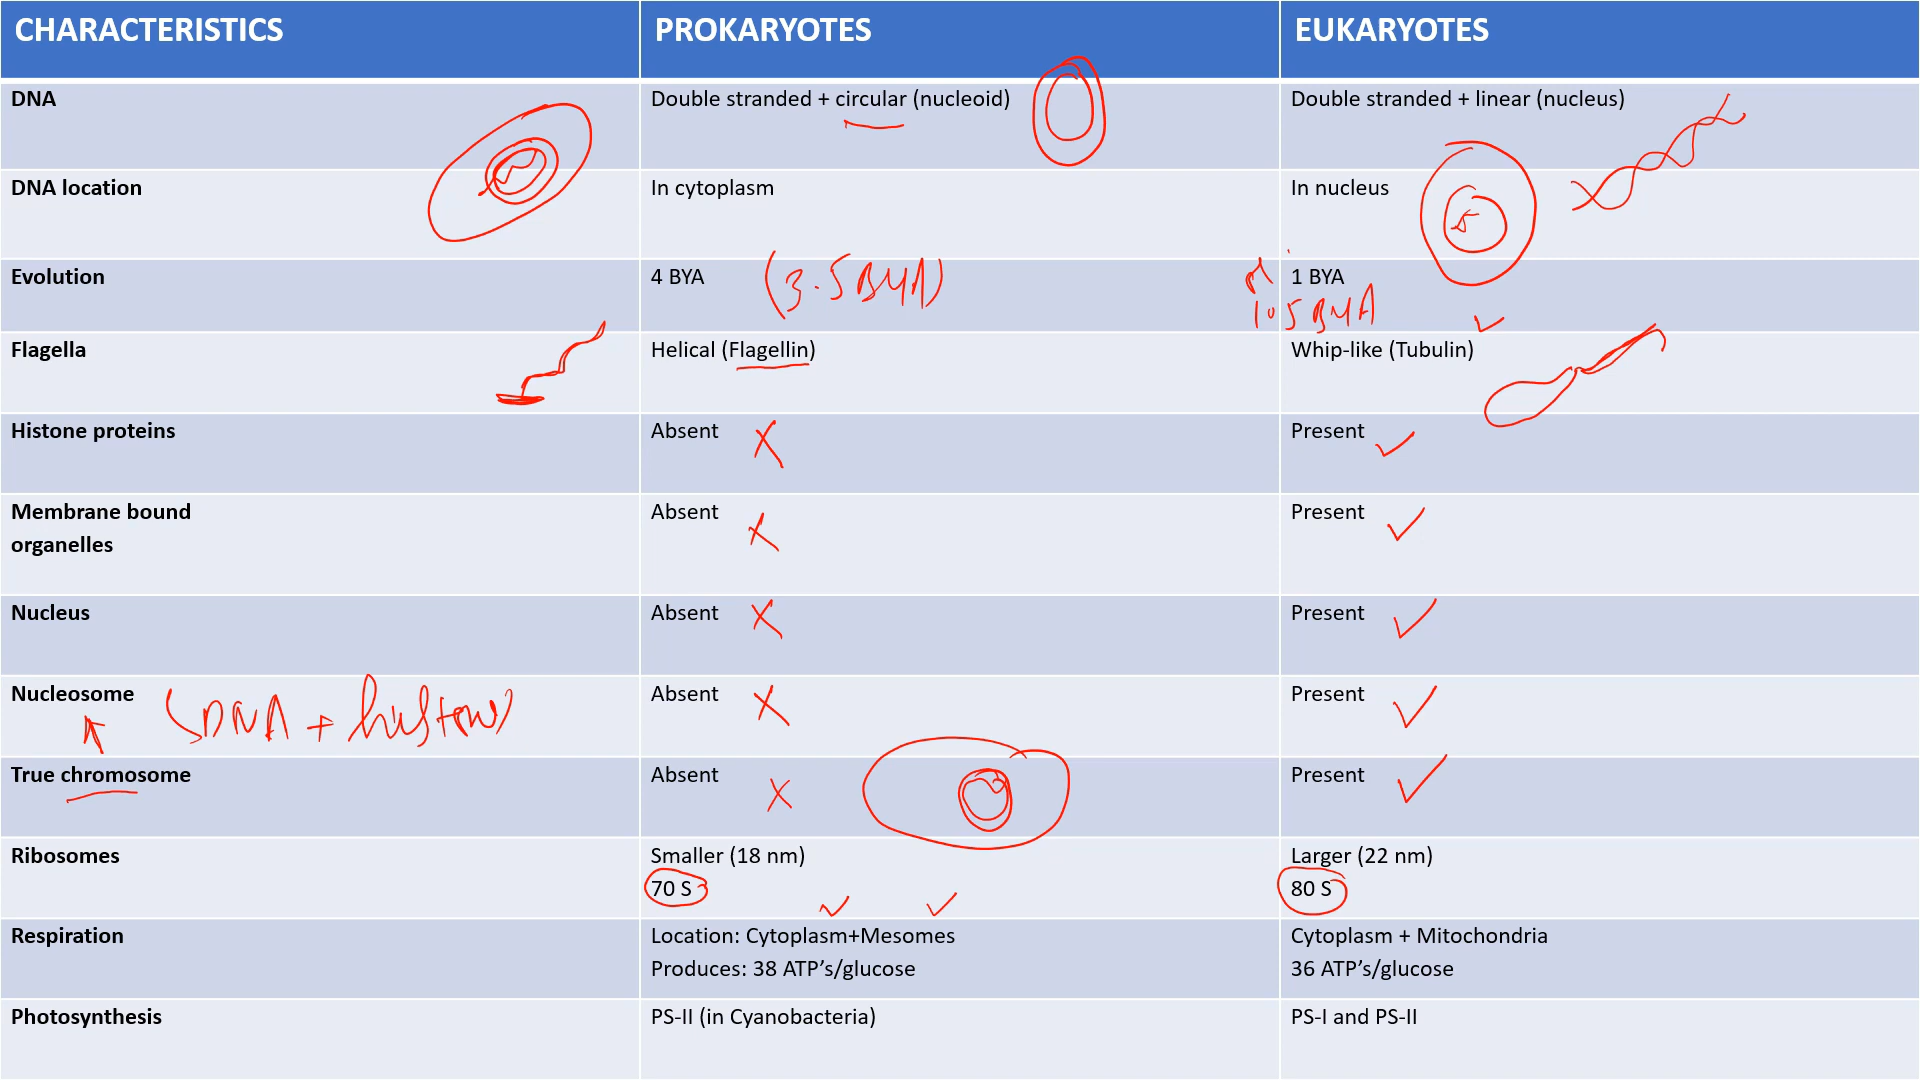 CHARACTERISTICS PROKARYOTES EUKARYOTES
DNA Double stranded + circular (nucleoid) Double stranded + linear (nucleus)
DNA location In cytoplasm In nucleus
Evolution 4 BYA (3.5 BYA) 1 BYA
1.5 BYA
Flagella Helical (Flagellin) Whip-like (Tubulin)
Histone proteins Absent Present
Membrane bound Absent Present
organelles
Nucleus Absent Present
Nucleosome (DNA + Absent Present
True chromosome Absent Present
Ribosomes Smaller (18 nm) Larger (22 nm)
70 S 80 S
Respiration Location: Cytoplasm+Mesomes Cytoplasm + Mitochondria
Produces: 38 ATP's/glucose 36 ATP's/glucose
Photosynthesis PS-II (in Cyanobacteria) PS-I and PS-II